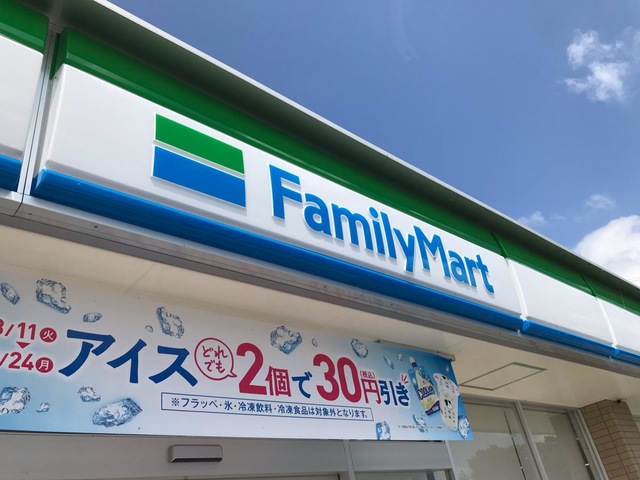 FamilyMart
8/11(火)
/24(月)
アイス どれでも 2個で30円(税込)引き
※フラッペ・氷・冷凍飲料・冷凍食品は対象外となります。